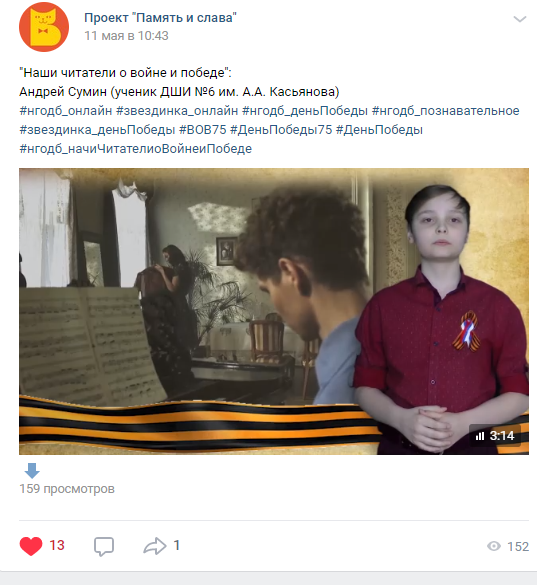 Проект "Память и слава"
11 мая в 10:43
"Наши читатели о войне и победе":
Андрей Сумин (ученик ДШИ №6 им. А.А. Касьянова)
#нгодб_онлайн #звездинка_онлайн #нгодб_деньПобеды #нгодб_познавательное
#звездинка_деньПобеды #ВОВ75 #ДеньПобеды75 #ДеньПобеды
#нгодб_начиЧитателиоВойнеиПобеде
3:14
159 просмотров
13 1 152